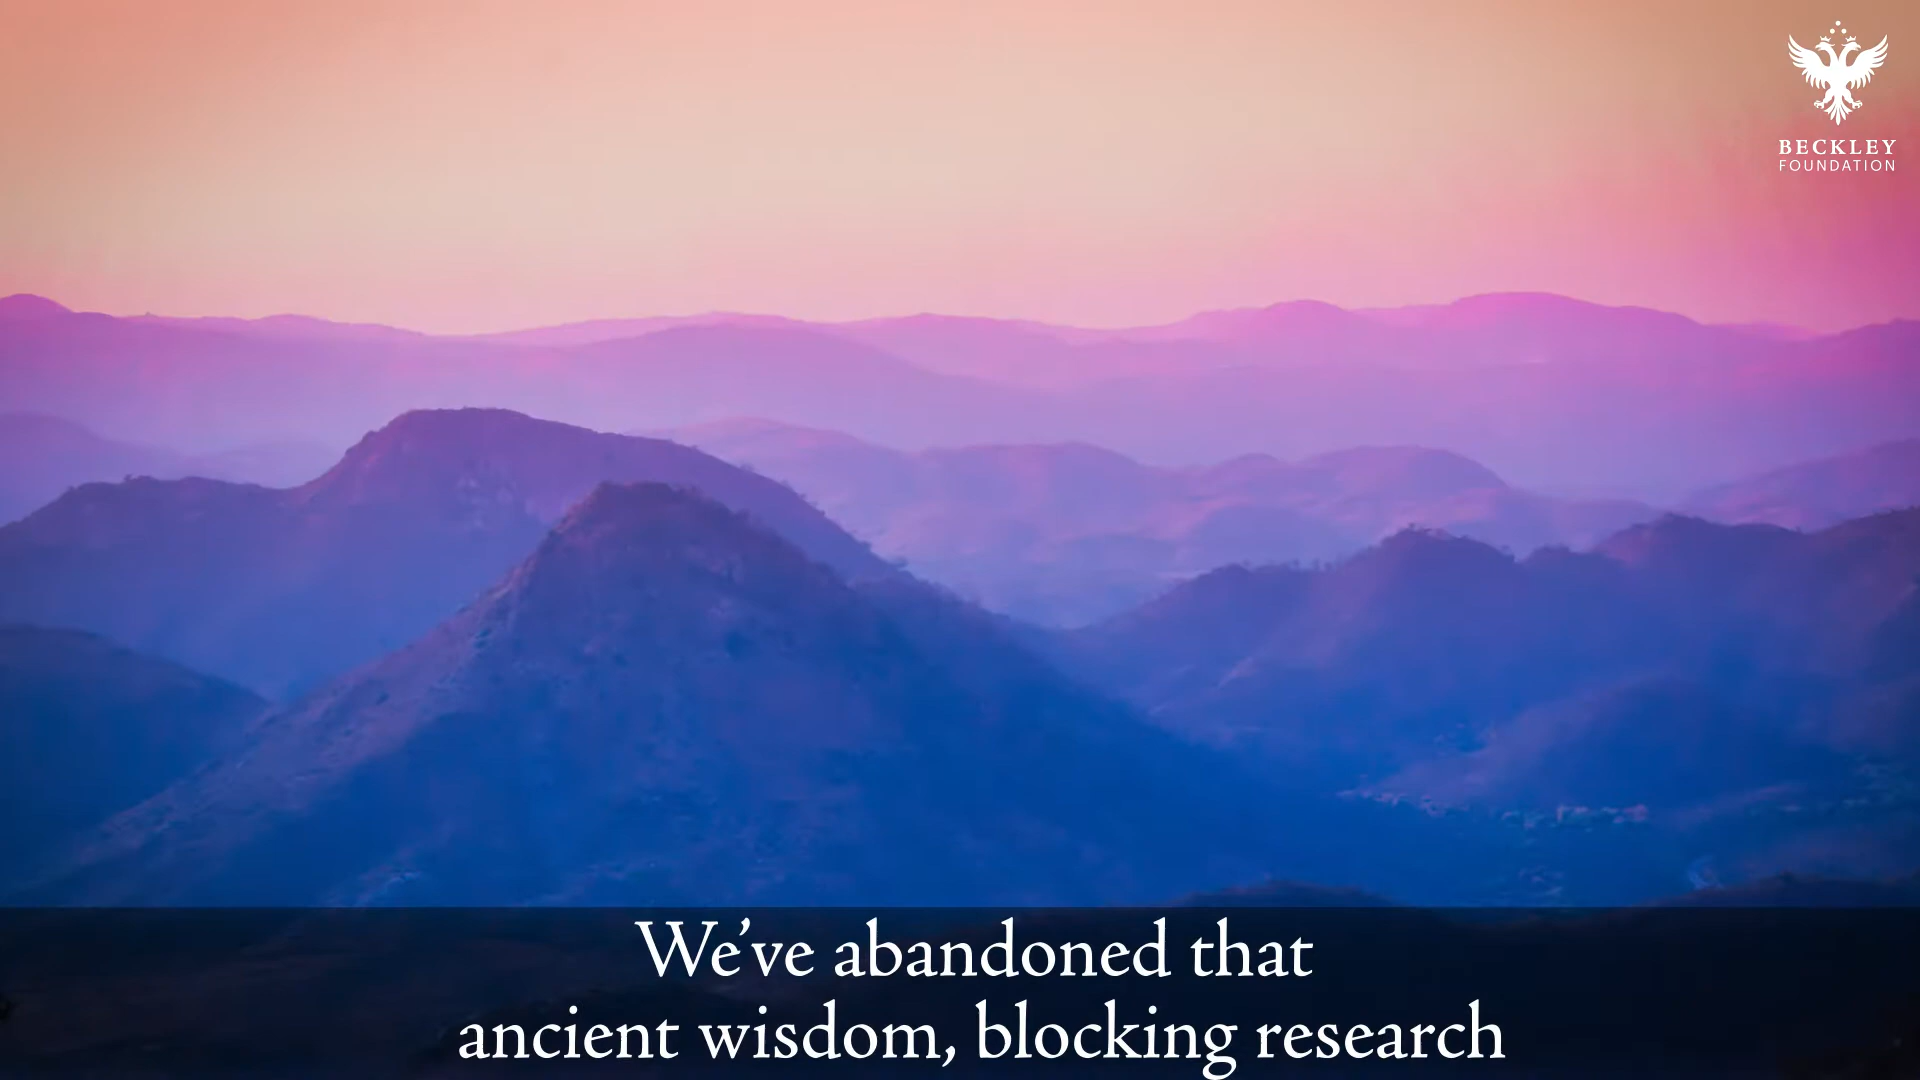 BECKLEY
FOUNDATION
We’ve abandoned that
ancient wisdom, blocking research